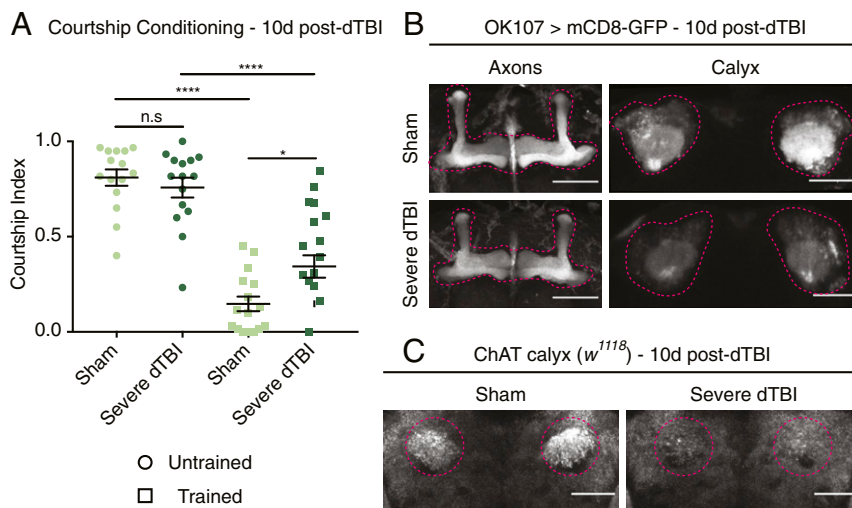 A Courtship Conditioning - 10d post-dTBI
****
****
n.s
*
Courtship Index
1.0
0.5
0.0
Sham
Severe dTBI
Sham
Severe dTBI
Untrained
Trained
B OK107 > mCD8-GFP - 10d post-dTBI
Axons Calyx
Sham
Severe dTBI
C ChAT calyx (w1118) - 10d post-dTBI
Sham Severe dTBI